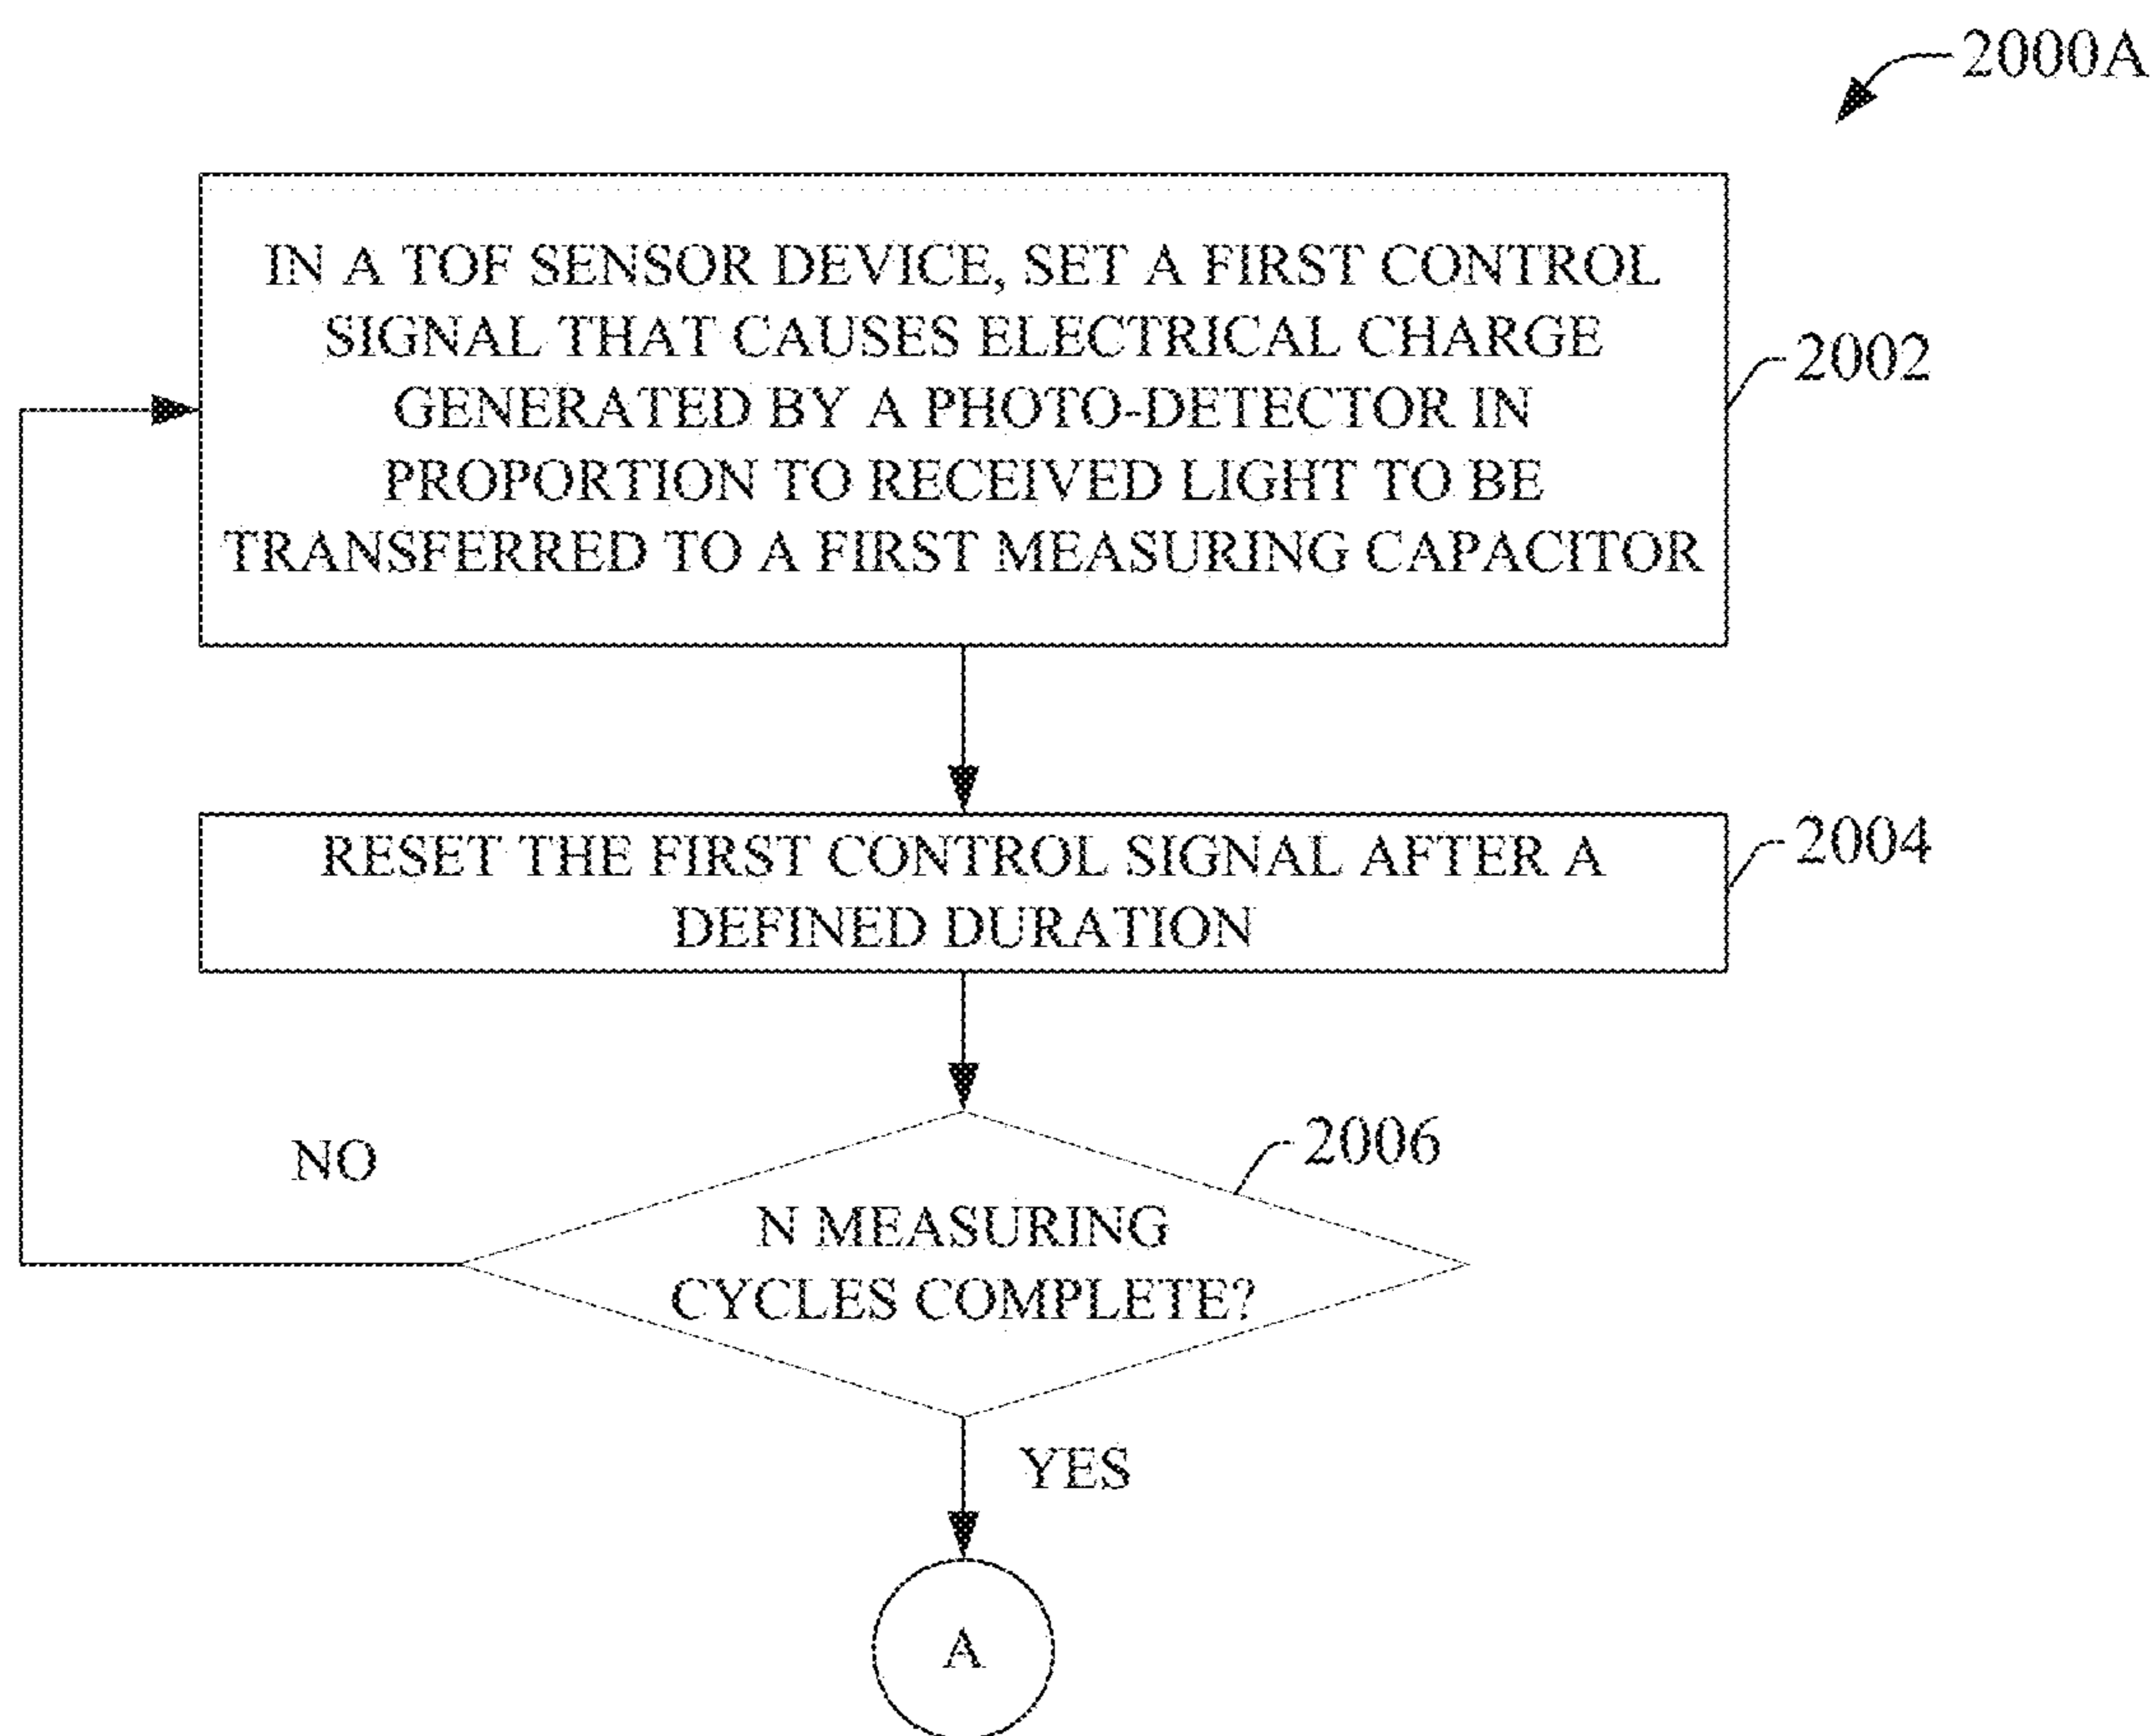 2000A
IN A TOF SENSOR DEVICE, SET A FIRST CONTROL
SIGNAL THAT CAUSES ELECTRICAL CHARGE
GENERATED BY A PHOTO-DETECTOR IN
PROPORTION TO RECEIVED LIGHT TO BE
TRANSFERRED TO A FIRST MEASURING CAPACITOR
2002
RESET THE FIRST CONTROL SIGNAL AFTER A
DEFINED DURATION
2004
NO
2006
N MEASURING
CYCLES COMPLETE?
YES
A